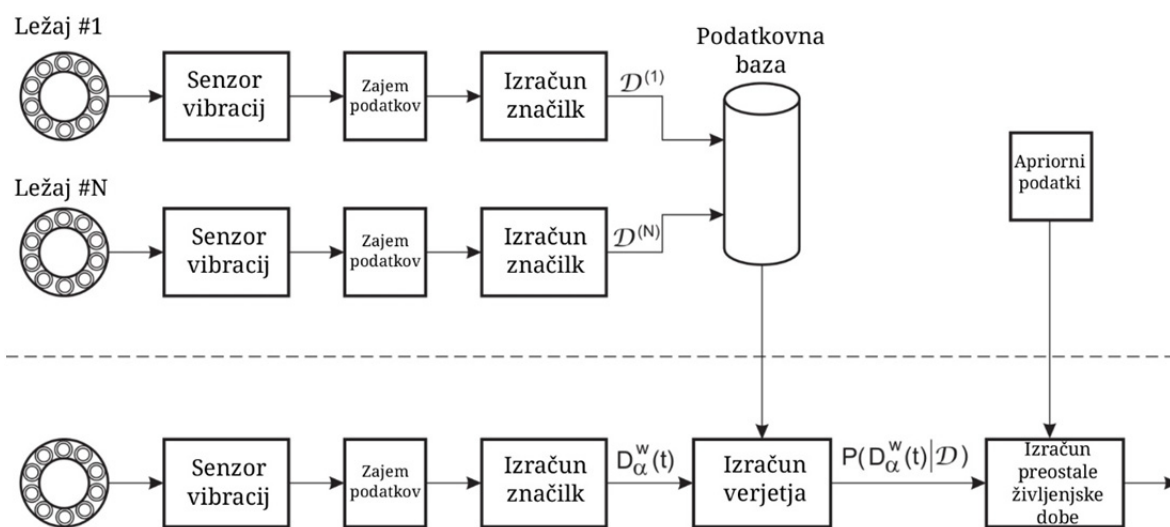 Ležaj #1
Senzor
vibracij
Zajem
podatkov
Izračun
značilk
𝒟⁽¹⁾
Podatkovna
baza
Ležaj #N
Senzor
vibracij
Zajem
podatkov
Izračun
značilk
𝒟⁽ᴺ⁾
Apriorni
podatki
Senzor
vibracij
Zajem
podatkov
Izračun
značilk
D_α^w(t)
Izračun
verjetja
P(D_α^w(t)|𝒟)
Izračun
preostale
življenjske
dobe